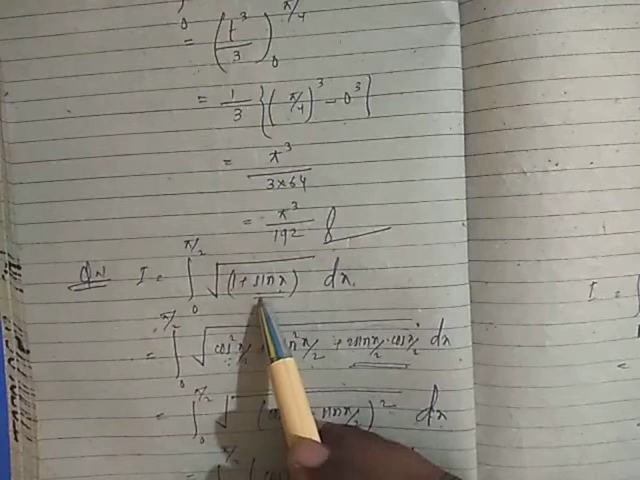 = (t³/3)₀^π/4
= 1/3 {(π/4)³ - 0³}
= π³/3×64
= π³/192
QN I = ∫₀^π/2 √(1 + sinx) dx.
= ∫₀^π/2 √cos²x/2 + sin²x/2 + 2sinx/2·cosx/2 dx
= ∫₀^π/2 √( sinx/2)² dx
= π/2 (cos
I = ∫
=